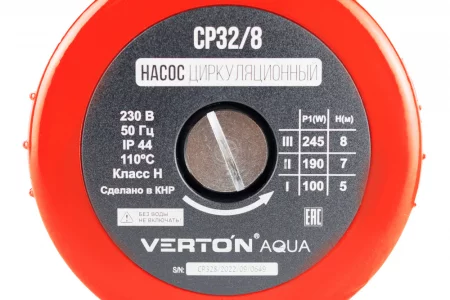 CP32/8
НАСОС ЦИРКУЛЯЦИОННЫЙ
230 В
50 Гц
IP 44
110ºC
Класс Н
Сделано в КНР
P1(W) H(м)
III 245 8
II 190 7
I 100 5
БЕЗ ВОДЫ
НЕ ВКЛЮЧАТЬ
EAC
VERTON AQUA
S/N: